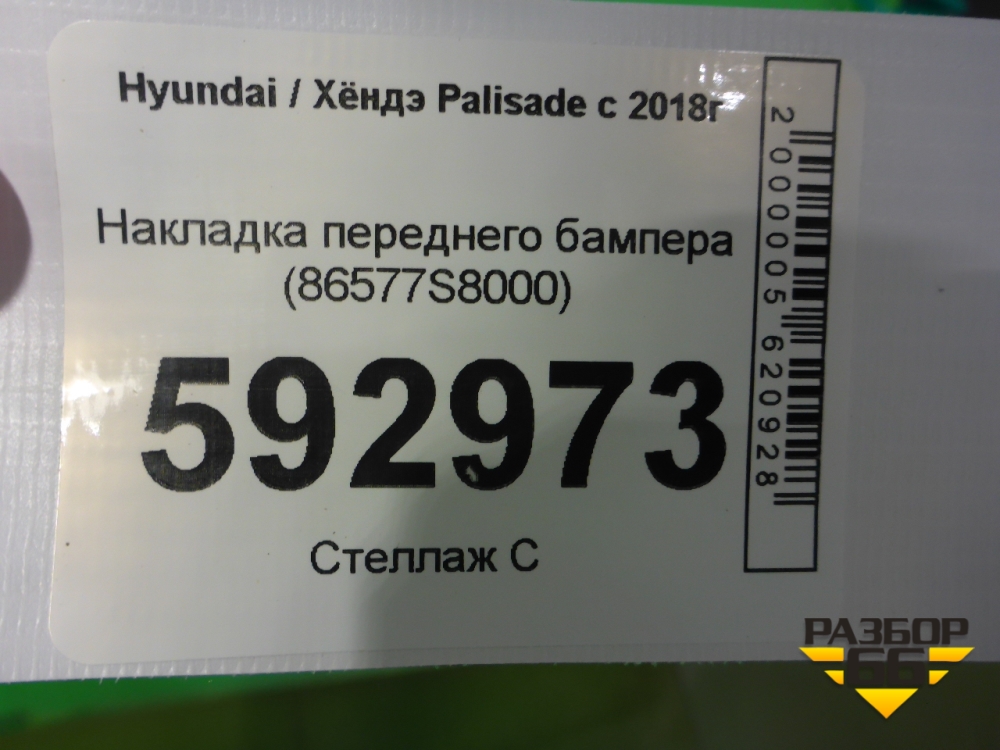 Hyundai / Хёндэ Palisade с 2018г
Накладка переднего бампера
(86577S8000)
592973
Стеллаж С
2000005620928
РАЗБОР
66